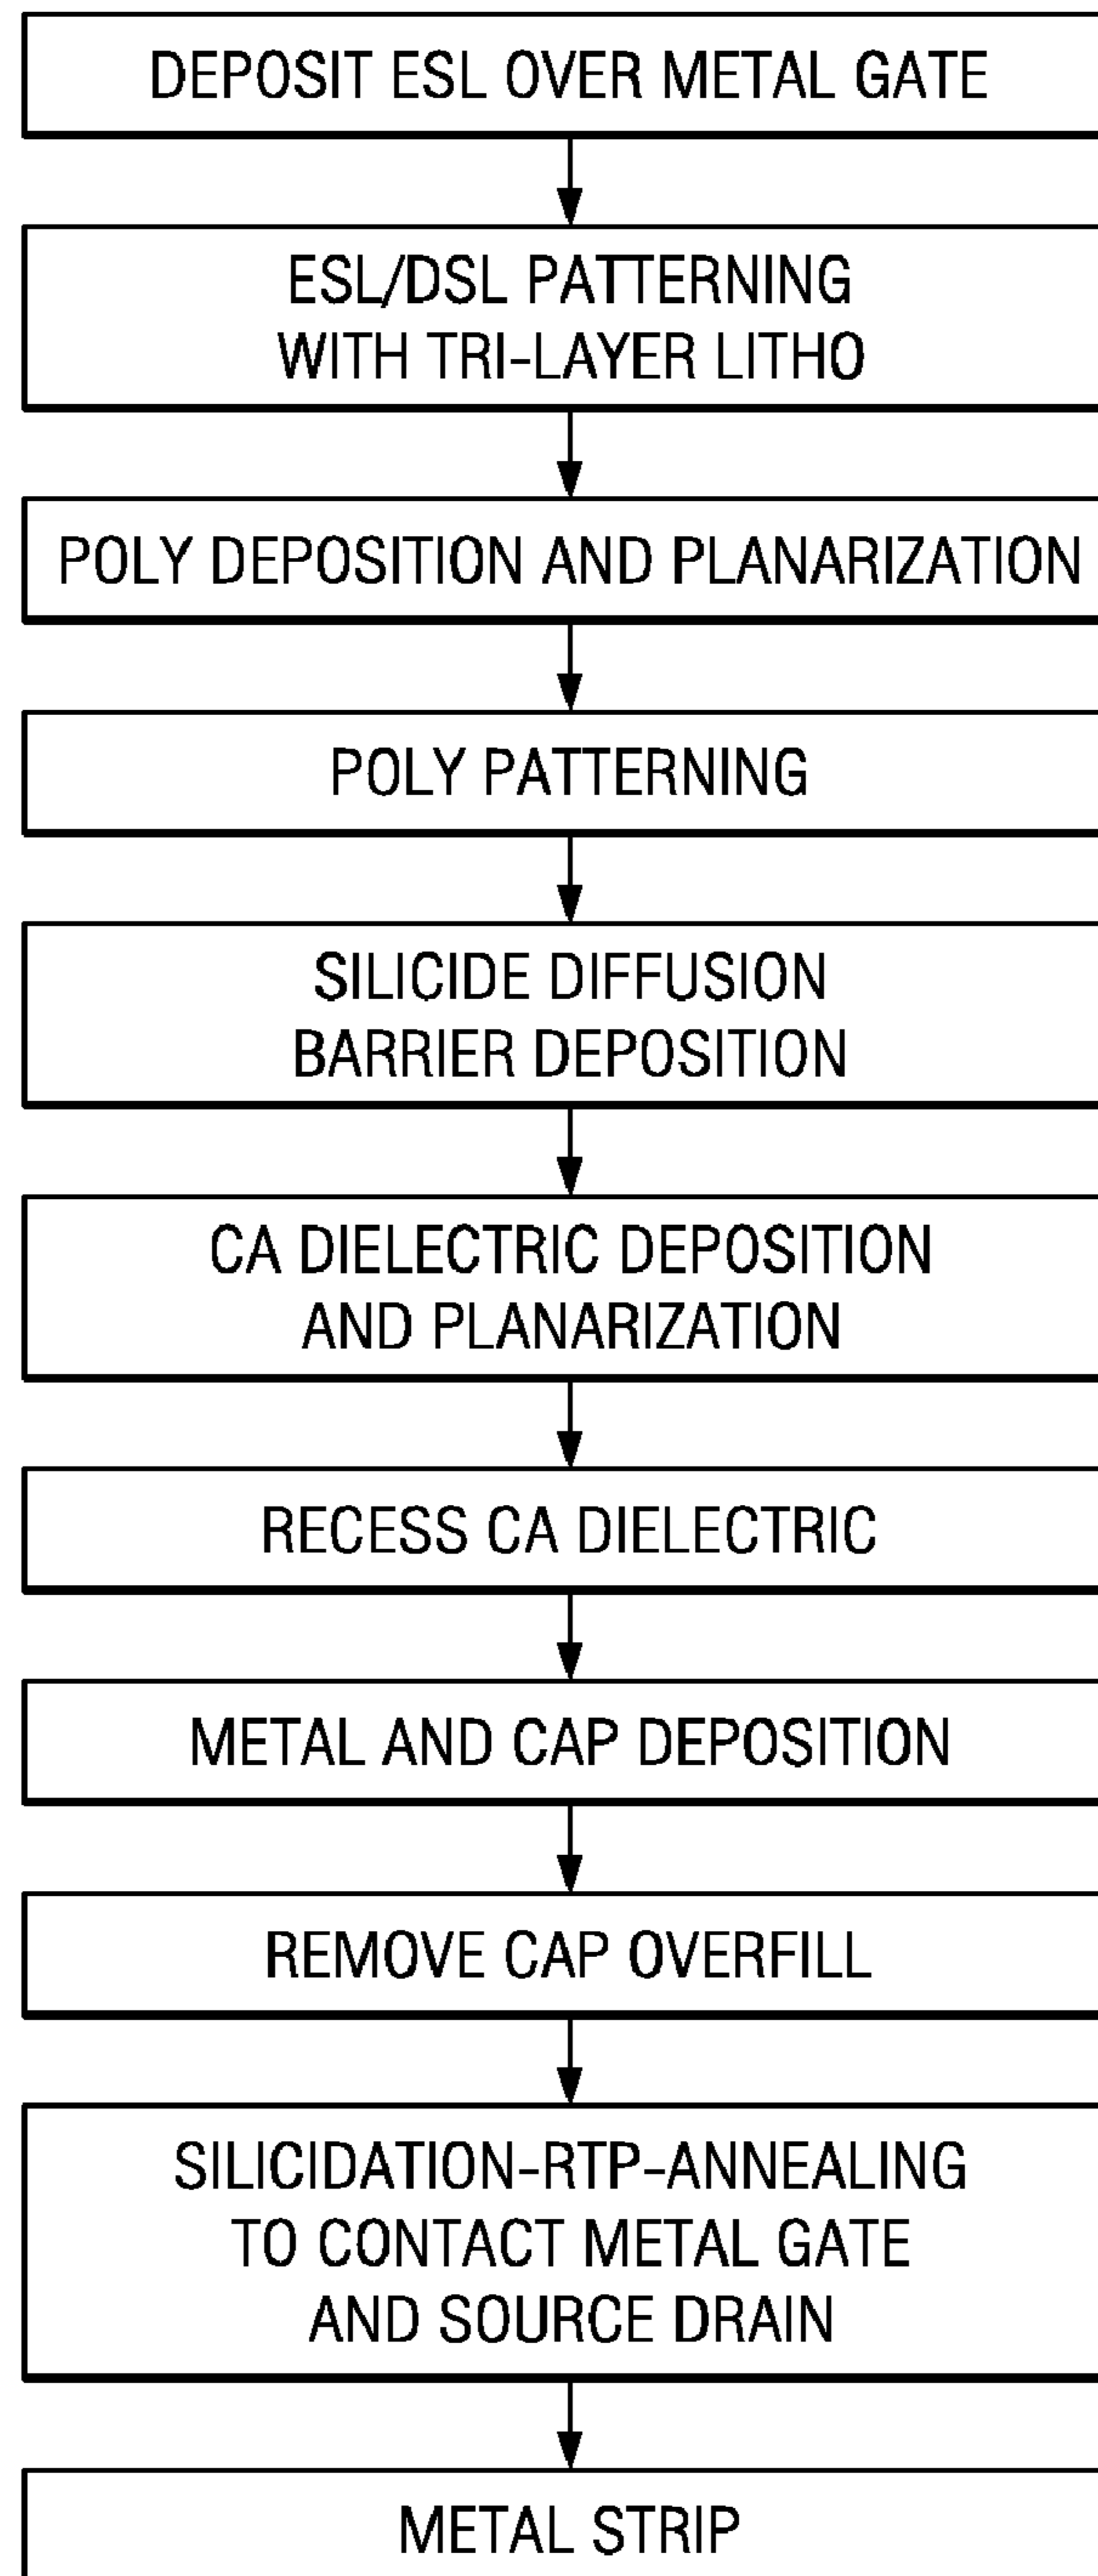 DEPOSIT ESL OVER METAL GATE
ESL/DSL PATTERNING
WITH TRI-LAYER LITHO
POLY DEPOSITION AND PLANARIZATION
POLY PATTERNING
SILICIDE DIFFUSION
BARRIER DEPOSITION
CA DIELECTRIC DEPOSITION
AND PLANARIZATION
RECESS CA DIELECTRIC
METAL AND CAP DEPOSITION
REMOVE CAP OVERFILL
SILICIDATION-RTP-ANNEALING
TO CONTACT METAL GATE
AND SOURCE DRAIN
METAL STRIP